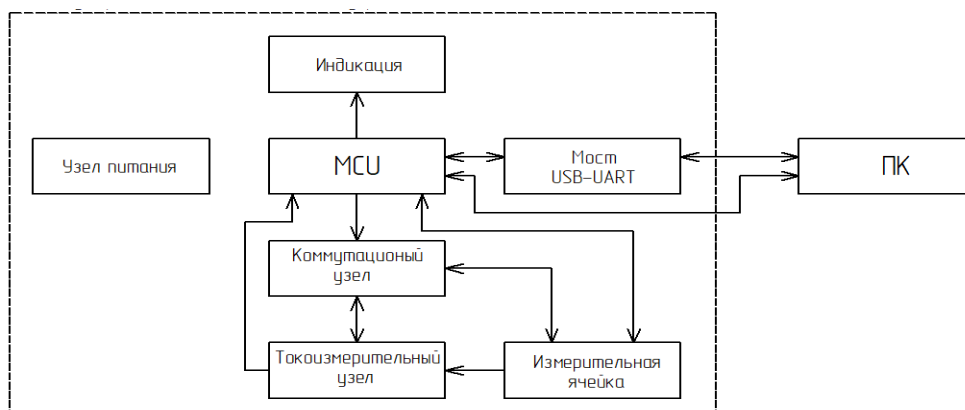 Индикация
Узел питания
MCU
Мост
USB-UART
ПК
Коммутационый
узел
Токоизмерительный
узел
Измерительная
ячейка